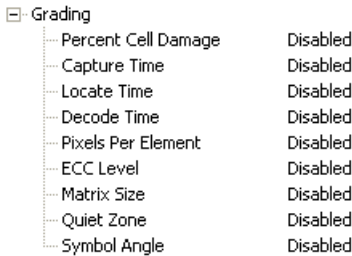 Grading
Percent Cell Damage Disabled
Capture Time Disabled
Locate Time Disabled
Decode Time Disabled
Pixels Per Element Disabled
ECC Level Disabled
Matrix Size Disabled
Quiet Zone Disabled
Symbol Angle Disabled